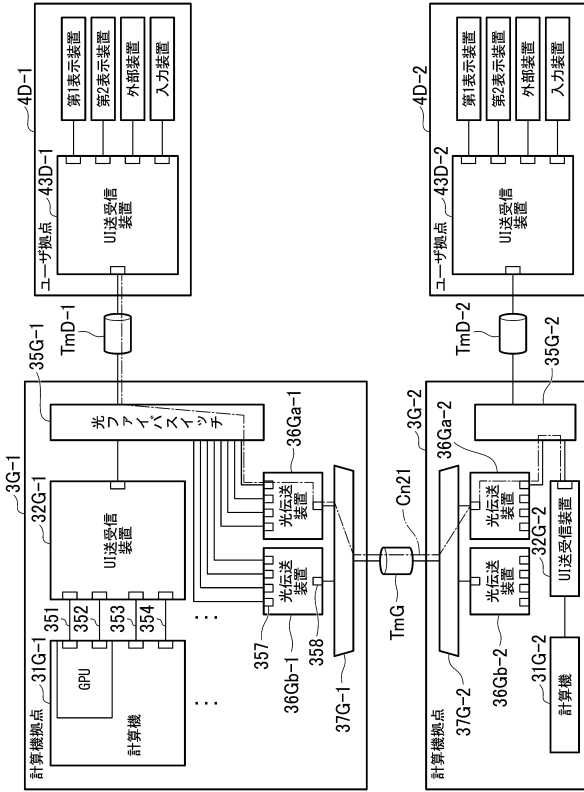 3G-1
計算機拠点
31G-1
GPU
計算機
351
352
353
354
32G-1
UI送受信
装置
35G-1
光ファイバスイッチ
...
...
357
358
36Gb-1
光伝送
装置
36Ga-1
光伝送
装置
37G-1
TmD-1
4D-1
ユーザ拠点
43D-1
UI送受信
装置
第1表示装置
第2表示装置
外部装置
入力装置
TmG
Cn21
3G-2
計算機拠点
37G-2
36Gb-2
光伝送
装置
36Ga-2
光伝送
装置
31G-2
計算機
32G-2
UI送受信装置
35G-2
TmD-2
4D-2
ユーザ拠点
43D-2
UI送受信
装置
第1表示装置
第2表示装置
外部装置
入力装置